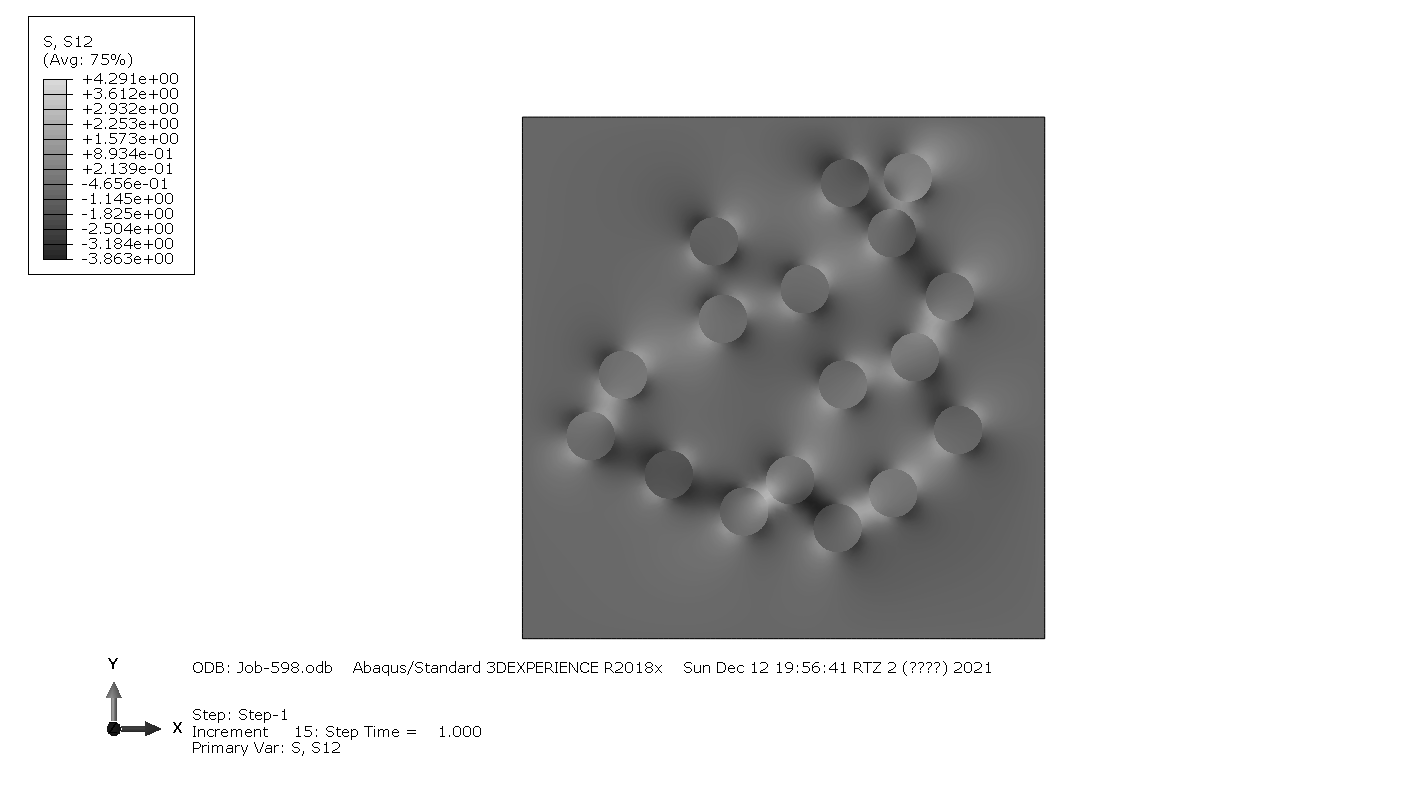 S, S12
(Avg: 75%)
+4.291e+00
+3.612e+00
+2.932e+00
+2.253e+00
+1.573e+00
+8.934e-01
+2.139e-01
-4.656e-01
-1.145e+00
-1.825e+00
-2.504e+00
-3.184e+00
-3.863e+00
Y
X
ODB: Job-598.odb    Abaqus/Standard 3DEXPERIENCE R2018x    Sun Dec 12 19:56:41 RTZ 2 (????) 2021
Step: Step-1
Increment     15: Step Time =    1.000
Primary Var: S, S12